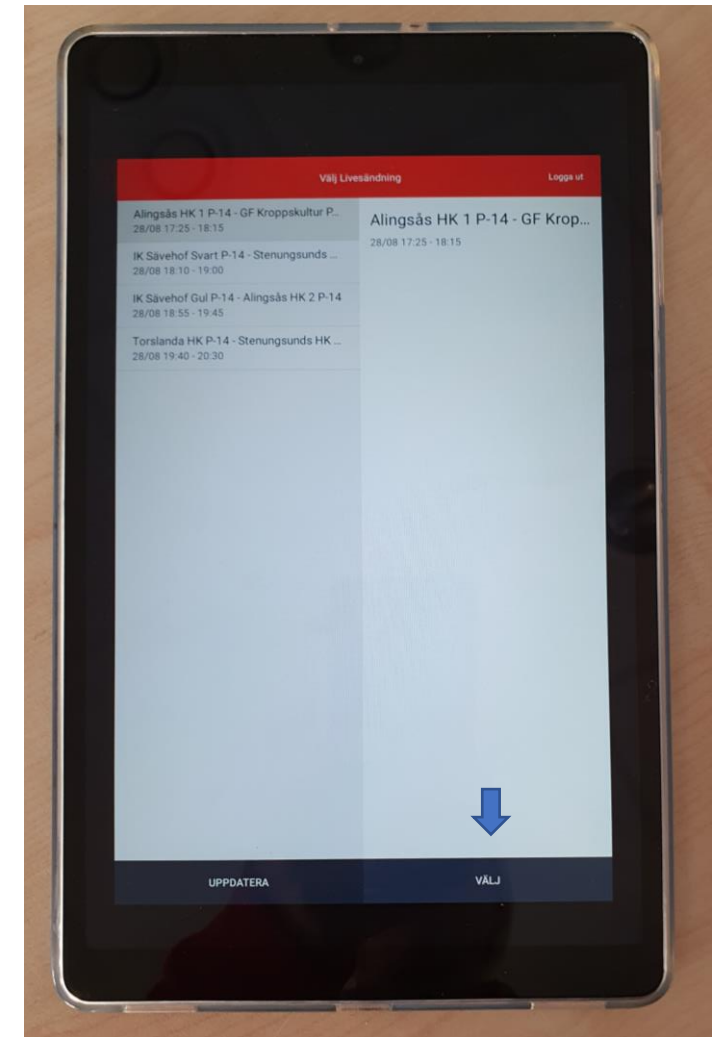 Välj Livesändning
Logga ut
Alingsås HK 1 P-14 - GF Kroppskultur P...
28/08 17:25 - 18:15
IK Sävehof Svart P-14 - Stenungsunds ...
28/08 18:10 - 19:00
IK Sävehof Gul P-14 - Alingsås HK 2 P-14
28/08 18:55 - 19:45
Torslanda HK P-14 - Stenungsunds HK ...
28/08 19:40 - 20:30
Alingsås HK 1 P-14 - GF Krop...
28/08 17:25 - 18:15
UPPDATERA
VÄLJ